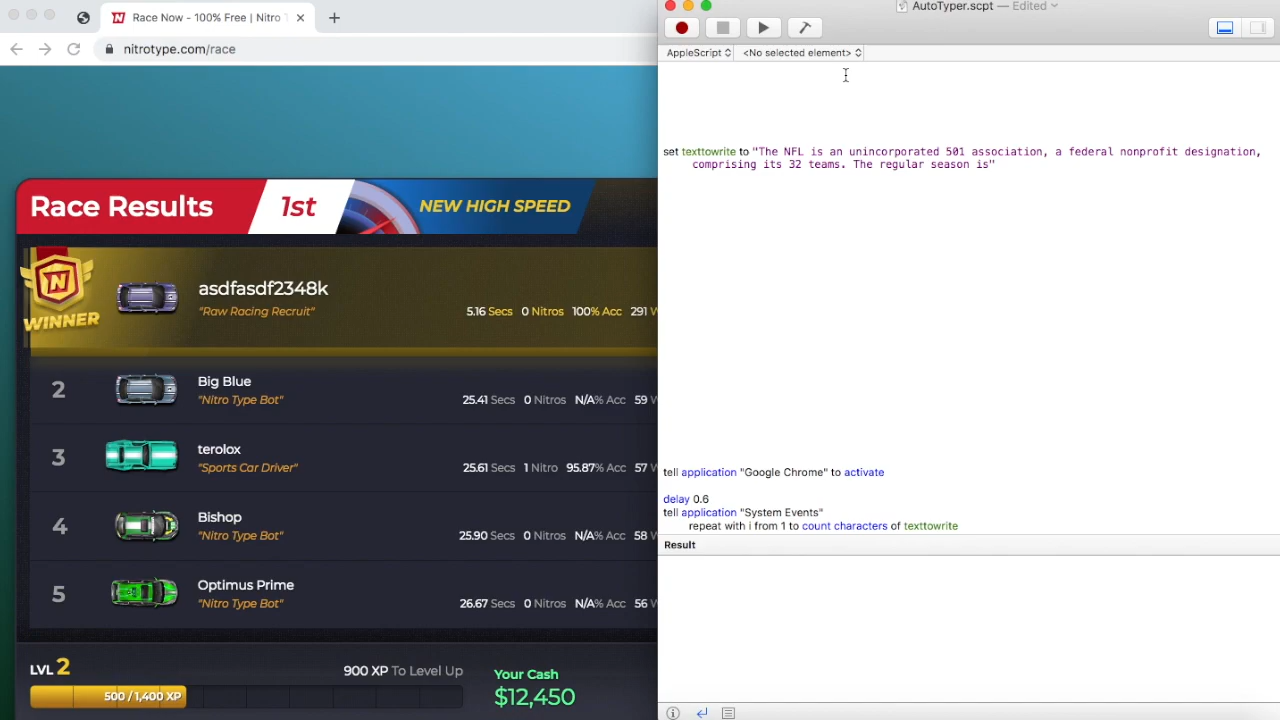 Race Now - 100% Free | Nitro T
nitrotype.com/race
Race Results
1st
NEW HIGH SPEED
WINNER
asdfasdf2348k
"Raw Racing Recruit"
5.16 Secs 0 Nitros 100% Acc 291 W
2
Big Blue
"Nitro Type Bot"
25.41 Secs 0 Nitros N/A% Acc 59 W
3
terolox
"Sports Car Driver"
25.61 Secs 1 Nitro 95.87% Acc 57 W
4
Bishop
"Nitro Type Bot"
25.90 Secs 0 Nitros N/A% Acc 58 W
5
Optimus Prime
"Nitro Type Bot"
26.67 Secs 0 Nitros N/A% Acc 56 W
LVL 2
900 XP To Level Up
500 / 1,400 XP
Your Cash
$12,450
AutoTyper.scpt — Edited
AppleScript
<No selected element>
set texttowrite to "The NFL is an unincorporated 501 association, a federal nonprofit designation,
comprising its 32 teams. The regular season is"
tell application "Google Chrome" to activate
delay 0.6
tell application "System Events"
repeat with i from 1 to count characters of texttowrite
Result